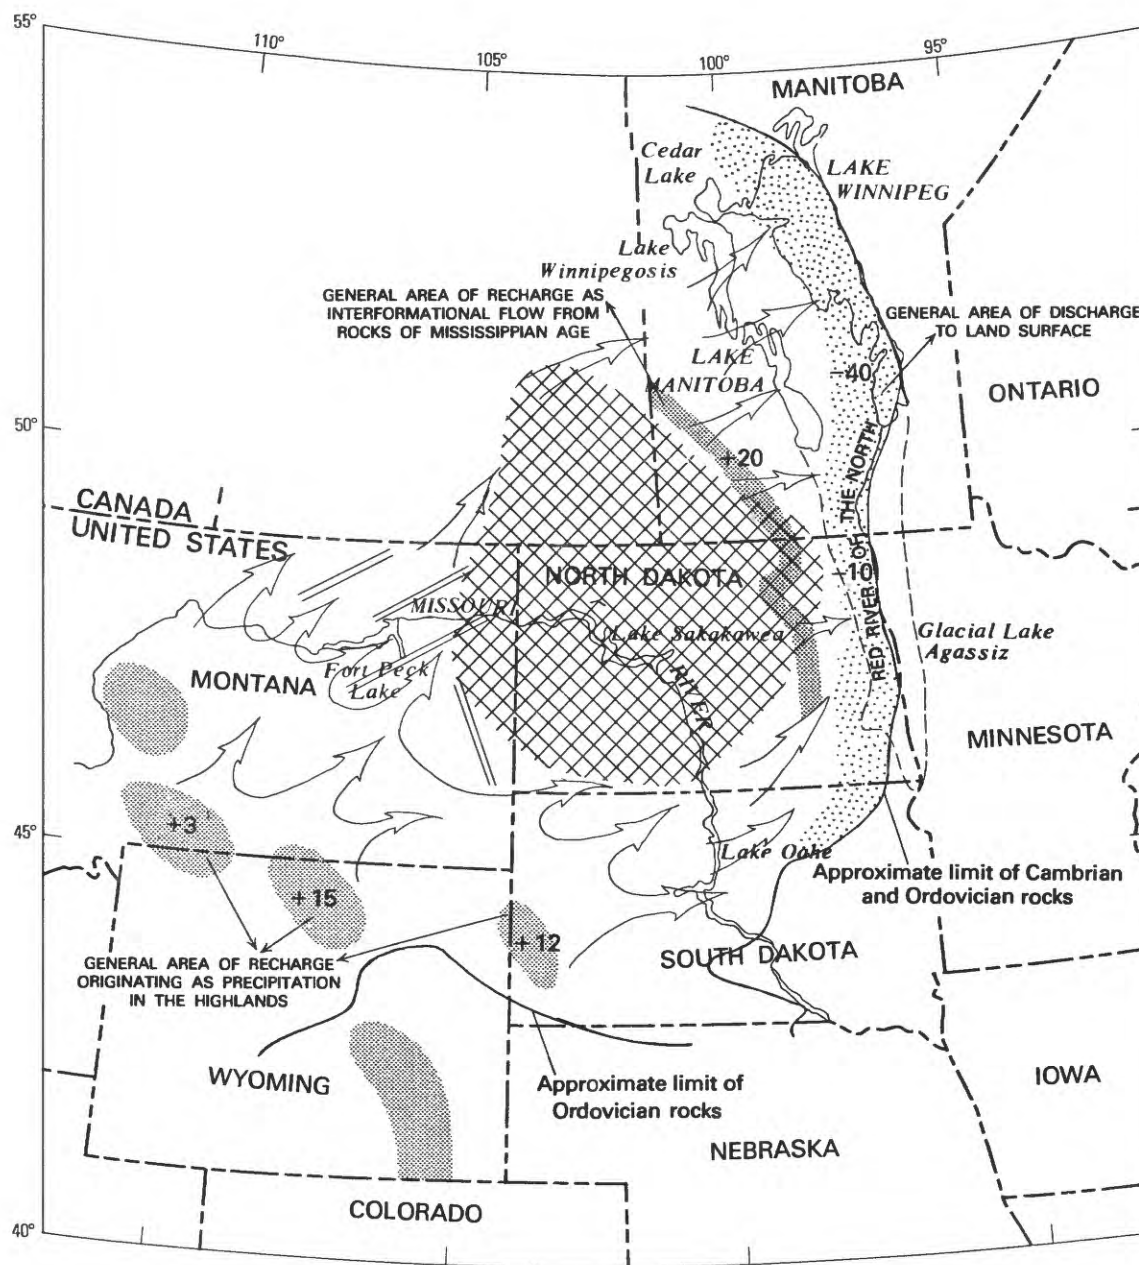 55°
110°
105°
100°
95°
MANITOBA
Cedar
Lake
LAKE
WINNIPEG
Lake
Winnipegosis
GENERAL AREA OF RECHARGE AS
INTERFORMATIONAL FLOW FROM
ROCKS OF MISSISSIPPIAN AGE
GENERAL AREA OF DISCHARGE
TO LAND SURFACE
LAKE
MANITOBA
−40
ONTARIO
50°
+20
CANADA
UNITED STATES
RED RIVER OF THE NORTH
NORTH DAKOTA
−10
MISSOURI
RIVER
Lake Sakakawea
Glacial Lake
Agassiz
Fort Peck
Lake
MONTANA
MINNESOTA
+3
45°
Lake Oahe
Approximate limit of Cambrian
and Ordovician rocks
+15
+12
SOUTH DAKOTA
GENERAL AREA OF RECHARGE
ORIGINATING AS PRECIPITATION
IN THE HIGHLANDS
WYOMING
Approximate limit of
Ordovician rocks
IOWA
NEBRASKA
COLORADO
40°